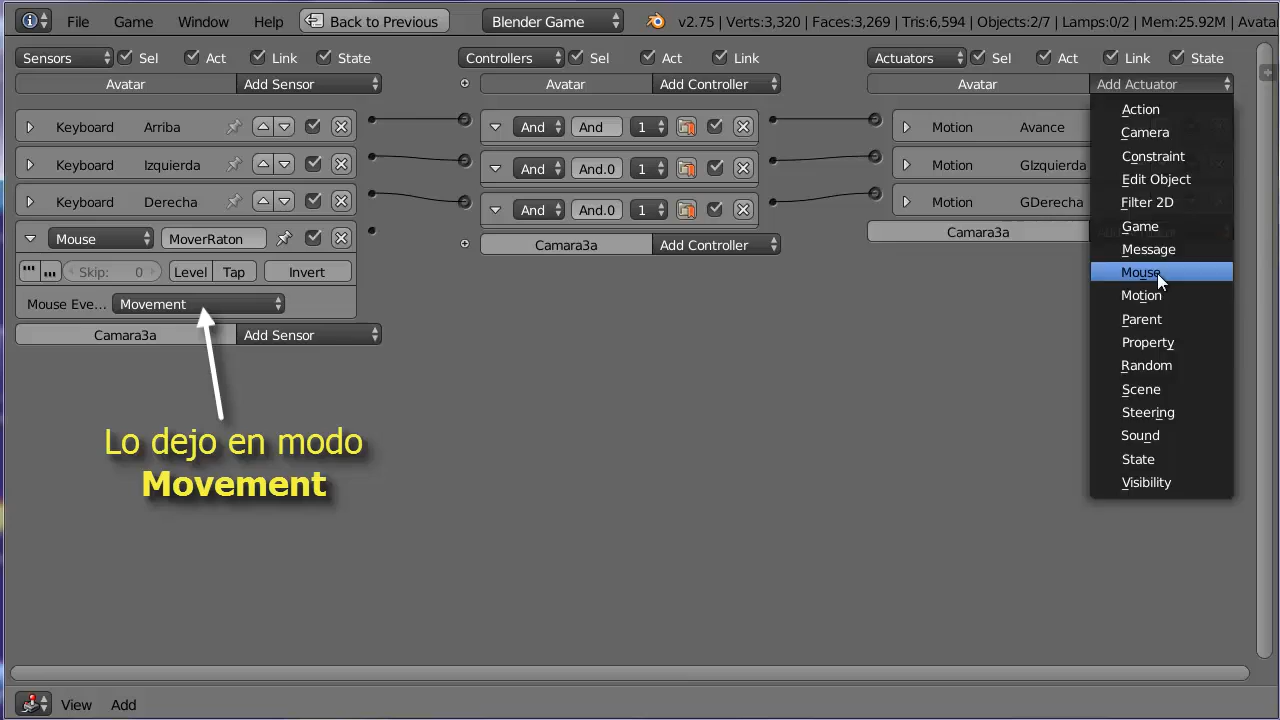 File Game Window Help Back to Previous Blender Game v2.75 | Verts:3,320 | Faces:3,269 | Tris:6,594 | Objects:2/7 | Lamps:0/2 | Mem:25.92M | Avata
Sensors Sel Act Link State Controllers Sel Act Link Actuators Sel Act Link State
Avatar Add Sensor Avatar Add Controller Avatar Add Actuator
Keyboard Arriba And And 1 Motion Avance
Keyboard Izquierda And And.0 1 Motion GIzquierda
Keyboard Derecha And And.0 1 Motion GDerecha
Mouse MoverRaton Camara3a Add Controller Camara3a
Skip: 0 Level Tap Invert
Mouse Eve... Movement
Camara3a Add Sensor
Action
Camera
Constraint
Edit Object
Filter 2D
Game
Message
Mouse
Motion
Parent
Property
Random
Scene
Steering
Sound
State
Visibility
Lo dejo en modo
Movement
View Add